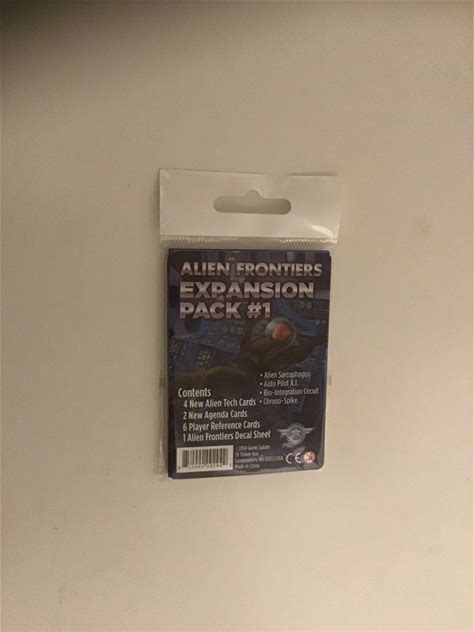 ALIEN FRONTIERS
EXPANSION
PACK #1
• Alien Sarcophagus
• Auto Pilot A.I.
• Bio-Integration Circuit
• Chrono-Spike
Contents
4 New Alien Tech Cards
2 New Agenda Cards
6 Player Reference Cards
1 Alien Frontiers Decal Sheet
Made in China
CE